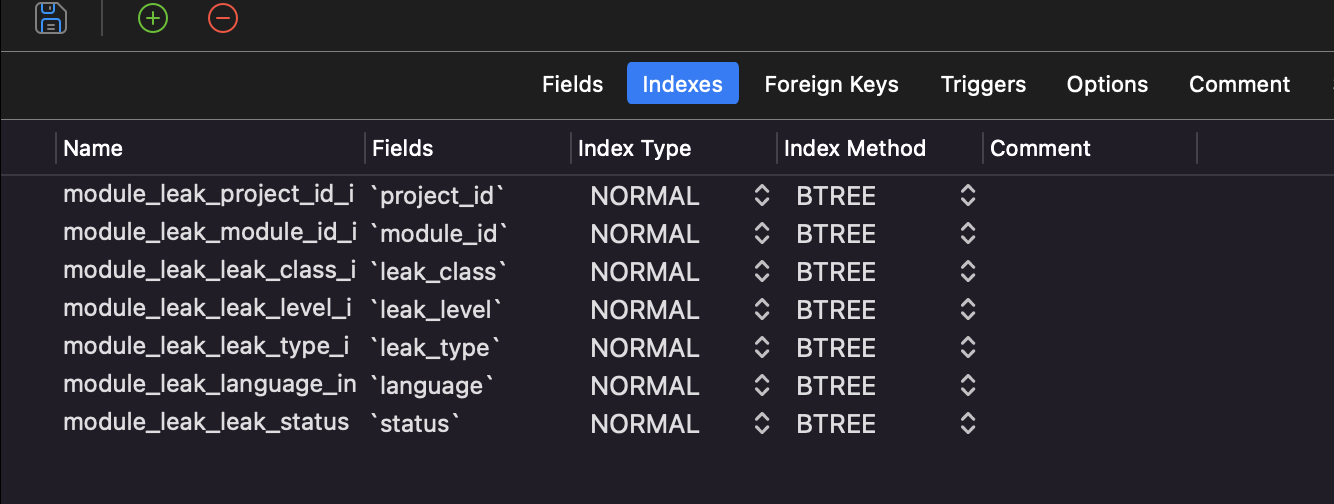 Fields Indexes Foreign Keys Triggers Options Comment
Name Fields Index Type Index Method Comment
module_leak_project_id_i `project_id` NORMAL BTREE
module_leak_module_id_i `module_id` NORMAL BTREE
module_leak_leak_class_i `leak_class` NORMAL BTREE
module_leak_leak_level_i `leak_level` NORMAL BTREE
module_leak_leak_type_i `leak_type` NORMAL BTREE
module_leak_language_in `language` NORMAL BTREE
module_leak_leak_status `status` NORMAL BTREE